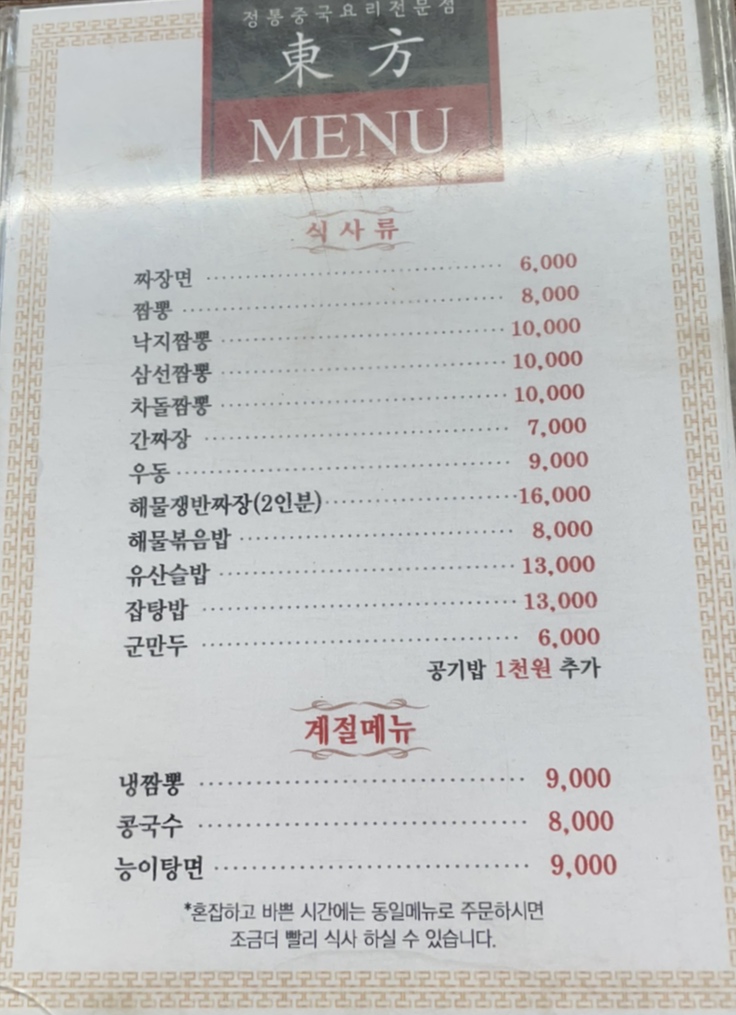 정통중국요리전문점
東方
MENU
식사류
짜장면 6,000
짬뽕 8,000
낙지짬뽕 10,000
삼선짬뽕 10,000
차돌짬뽕 10,000
간짜장 7,000
우동 9,000
해물쟁반짜장(2인분) 16,000
해물볶음밥 8,000
유산슬밥 13,000
잡탕밥 13,000
군만두 6,000
공기밥 1천원 추가
계절메뉴
냉짬뽕 9,000
콩국수 8,000
능이탕면 9,000
*혼잡하고 바쁜 시간에는 동일메뉴로 주문하시면
조금더 빨리 식사 하실 수 있습니다.